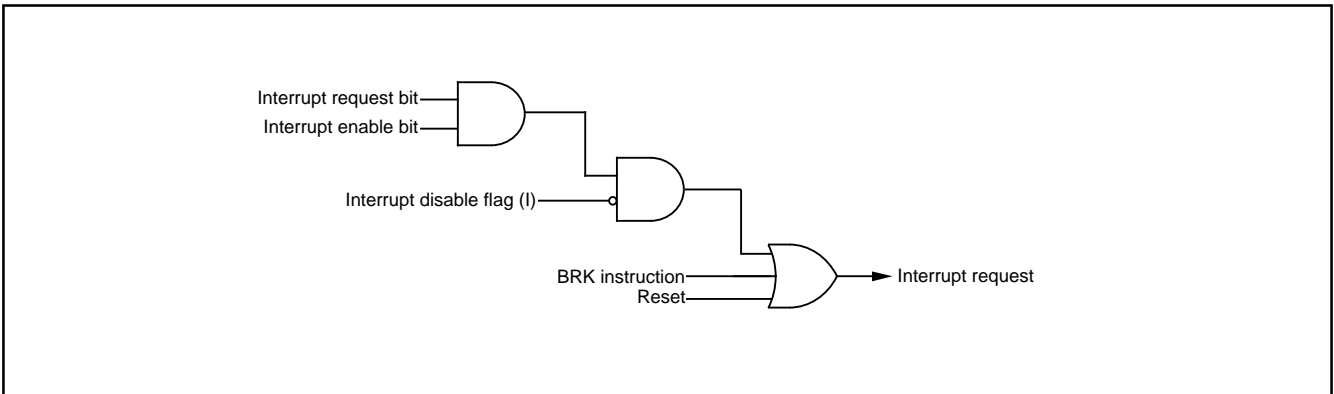 Interrupt request bit
Interrupt enable bit
Interrupt disable flag (I)
BRK instruction
Reset
Interrupt request